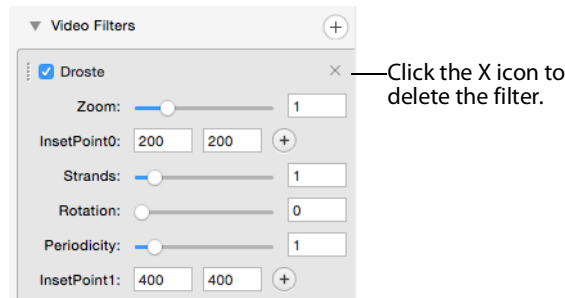 Video Filters
Droste
Click the X icon to
delete the filter.
Zoom: 1
InsetPoint0: 200 200
Strands: 1
Rotation: 0
Periodicity: 1
InsetPoint1: 400 400